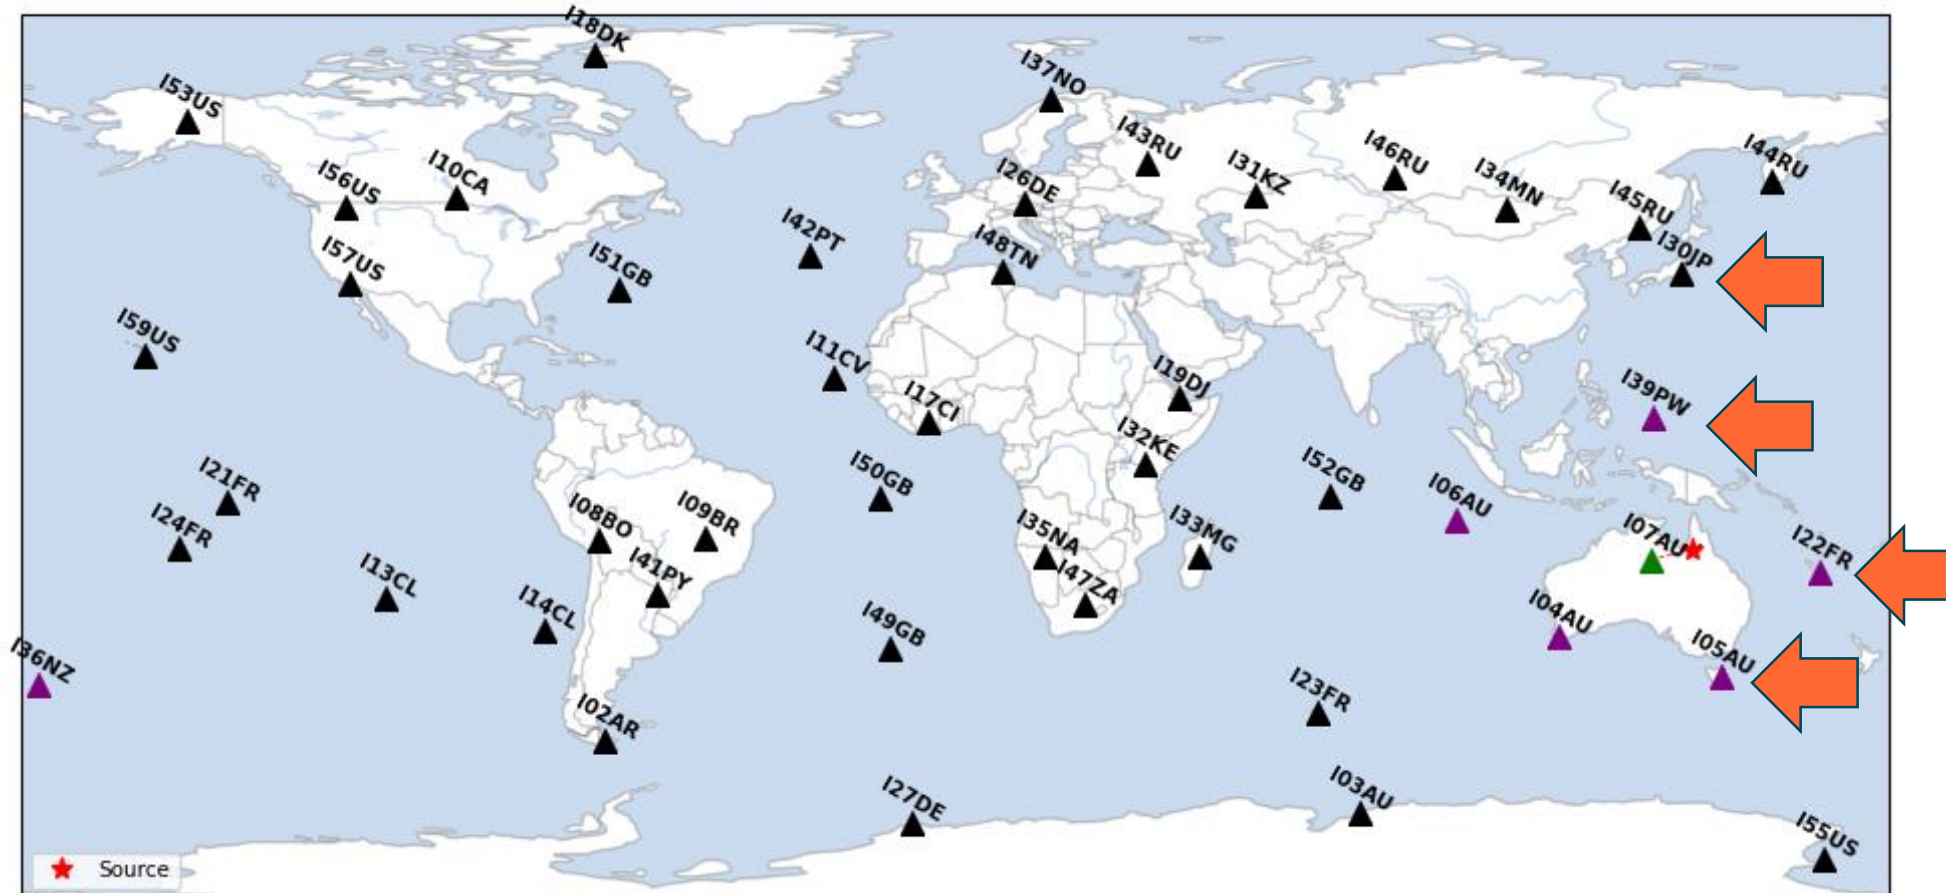 I18DK
I37NO
I53US
I43RU
I46RU
I44RU
I56US
I10CA
I26DE
I31KZ
I34MN
I45RU
I42PT
I48TN
I30JP
I57US
I51GB
I59US
I11CV
I17CI
I19DJ
I39PW
I32KE
I21FR
I24FR
I50GB
I52GB
I06AU
I08BO
I09BR
I35NA
I33MG
I07AU
I22FR
I41PY
I47ZA
I13CL
I14CL
I49GB
I04AU
I05AU
I36NZ
I02AR
I23FR
I27DE
I03AU
I55US
Source